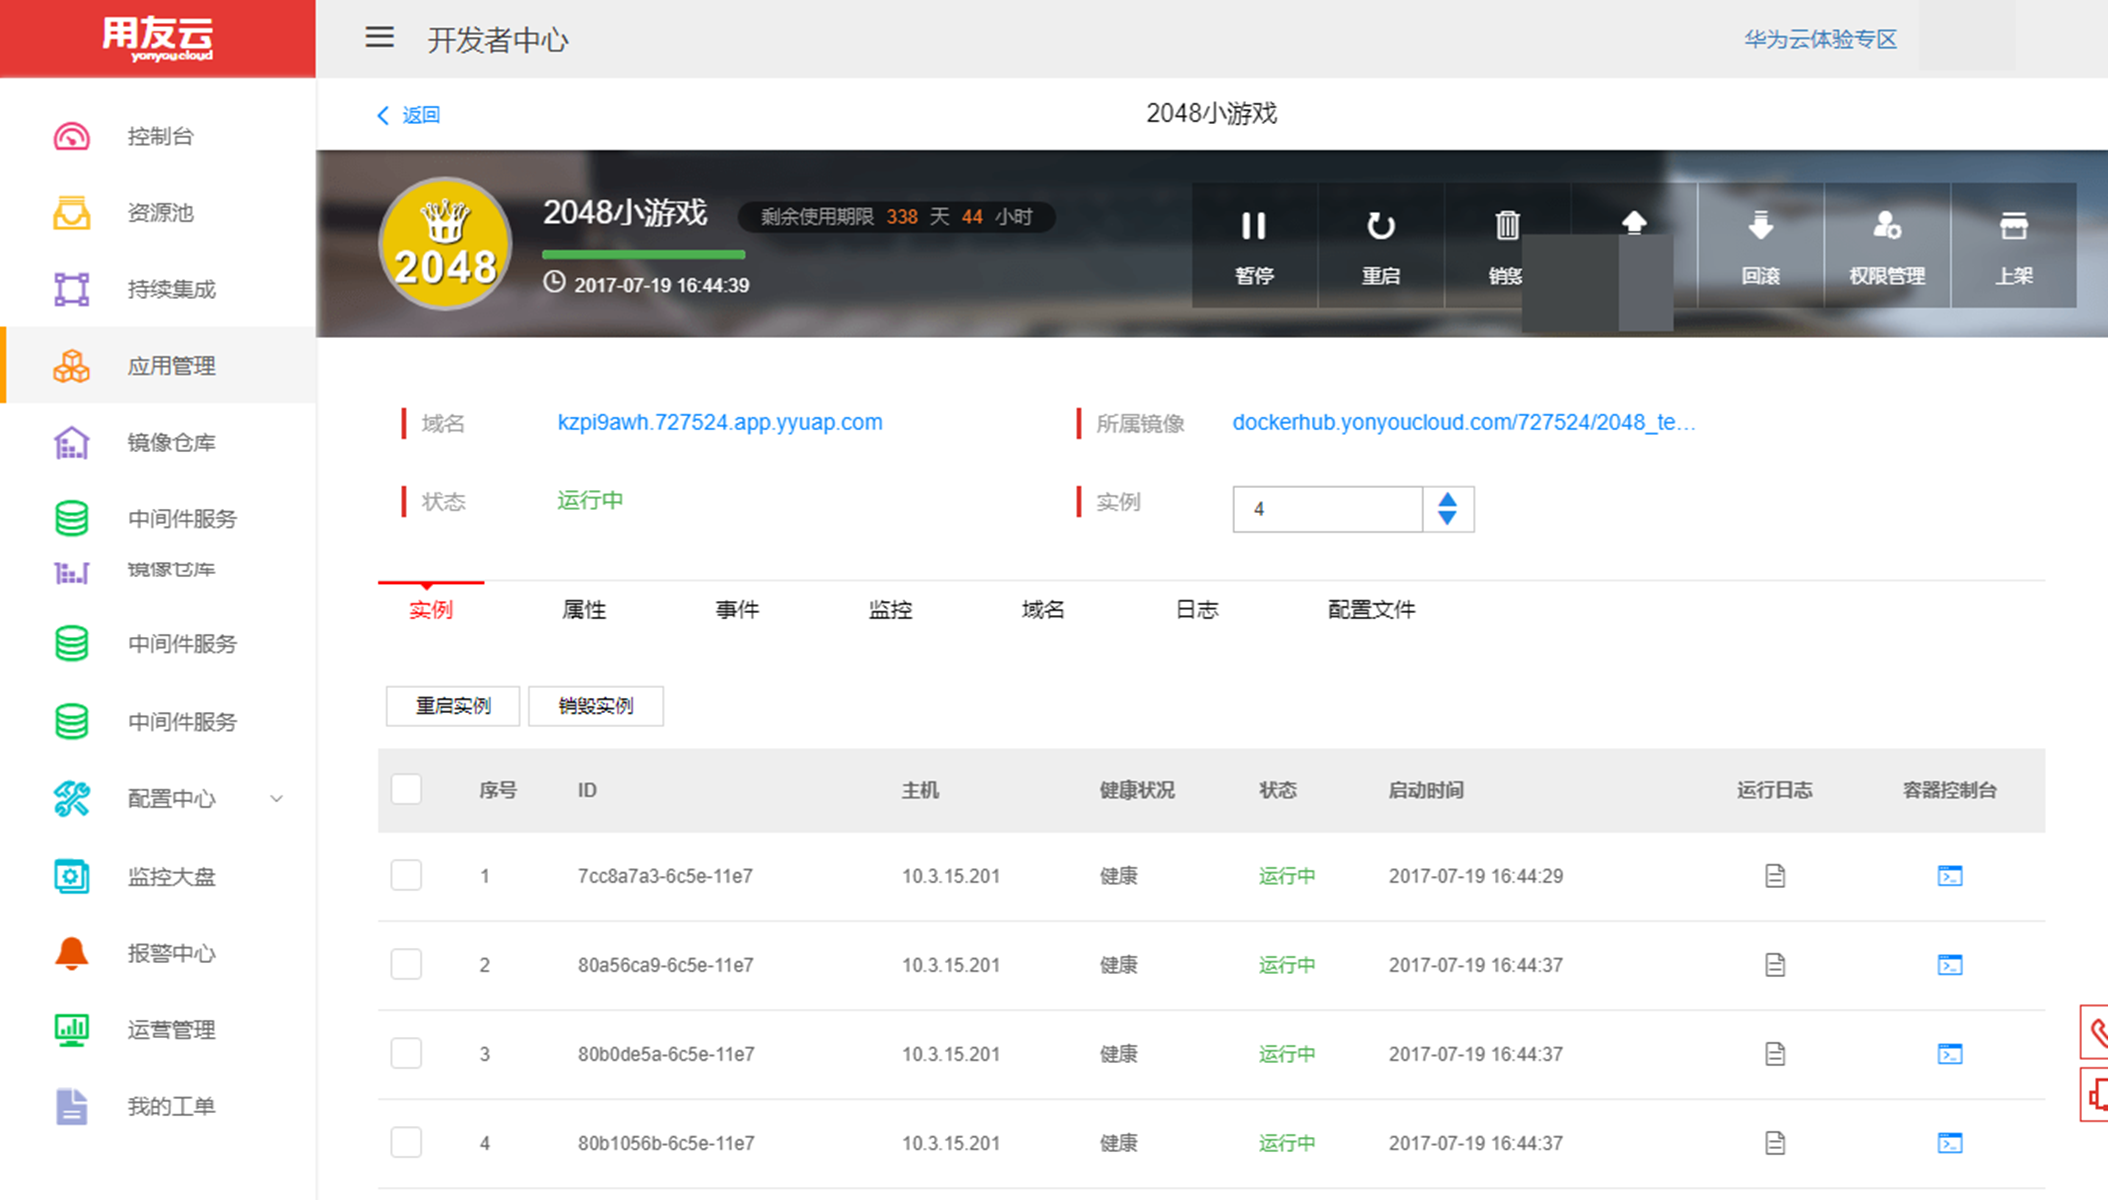 用友云
yonyoucloud
开发者中心
华为云体验专区
返回
2048小游戏
控制台
资源池
持续集成
应用管理
镜像仓库
中间件服务
镜像仓库
中间件服务
中间件服务
配置中心
监控大盘
报警中心
运营管理
我的工单
2048
2048小游戏
剩余使用期限 338 天 44 小时
2017-07-19 16:44:39
暂停
重启
销毁
回滚
权限管理
上架
域名 kzpi9awh.727524.app.yyuap.com
所属镜像 dockerhub.yonyoucloud.com/727524/2048_te...
状态 运行中
实例 4
实例 属性 事件 监控 域名 日志 配置文件
重启实例 销毁实例
序号 ID 主机 健康状况 状态 启动时间 运行日志 容器控制台
1 7cc8a7a3-6c5e-11e7 10.3.15.201 健康 运行中 2017-07-19 16:44:29
2 80a56ca9-6c5e-11e7 10.3.15.201 健康 运行中 2017-07-19 16:44:37
3 80b0de5a-6c5e-11e7 10.3.15.201 健康 运行中 2017-07-19 16:44:37
4 80b1056b-6c5e-11e7 10.3.15.201 健康 运行中 2017-07-19 16:44:37